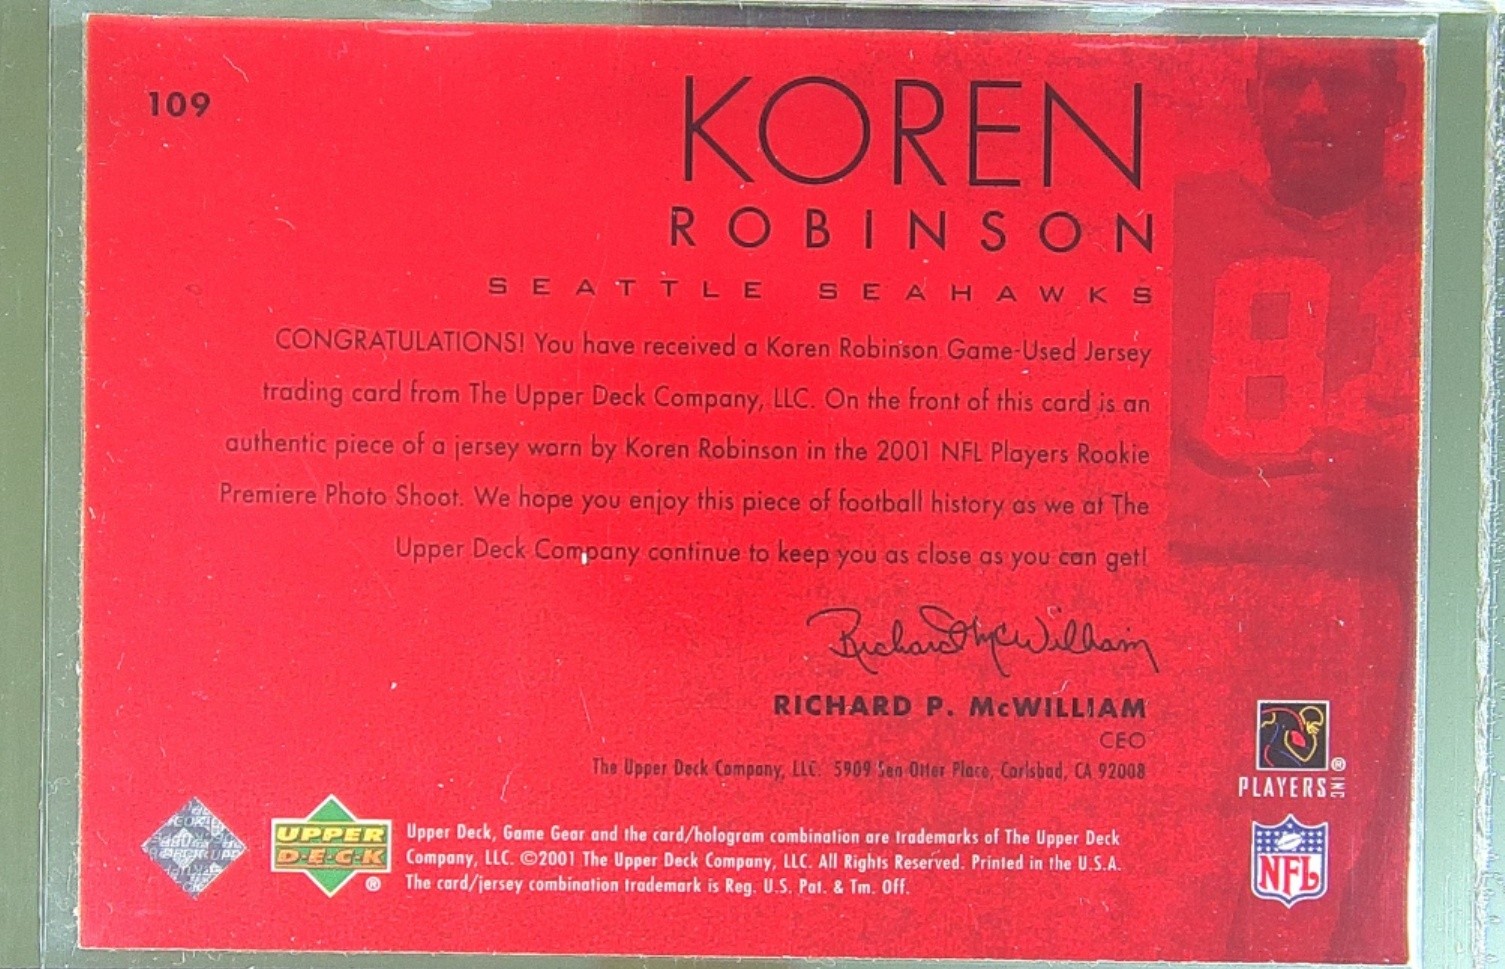 109
KOREN
ROBINSON
SEATTLE SEAHAWKS
CONGRATULATIONS! You have received a Koren Robinson Game-Used Jersey
trading card from The Upper Deck Company, LLC. On the front of this card is an
authentic piece of a jersey worn by Koren Robinson in the 2001 NFL Players Rookie
Premiere Photo Shoot. We hope you enjoy this piece of football history as we at The
Upper Deck Company continue to keep you as close as you can get!
Richard McWilliam
RICHARD P. McWILLIAM
CEO
The Upper Deck Company, LLC. 5909 Sea Otter Place, Carlsbad, CA 92008
PLAYERS INC ®
UPPER
D·E·C·K ®
Upper Deck, Game Gear and the card/hologram combination are trademarks of The Upper Deck
Company, LLC. ©2001 The Upper Deck Company, LLC. All Rights Reserved. Printed in the U.S.A.
The card/jersey combination trademark is Reg. U.S. Pat. & Tm. Off.
NFL